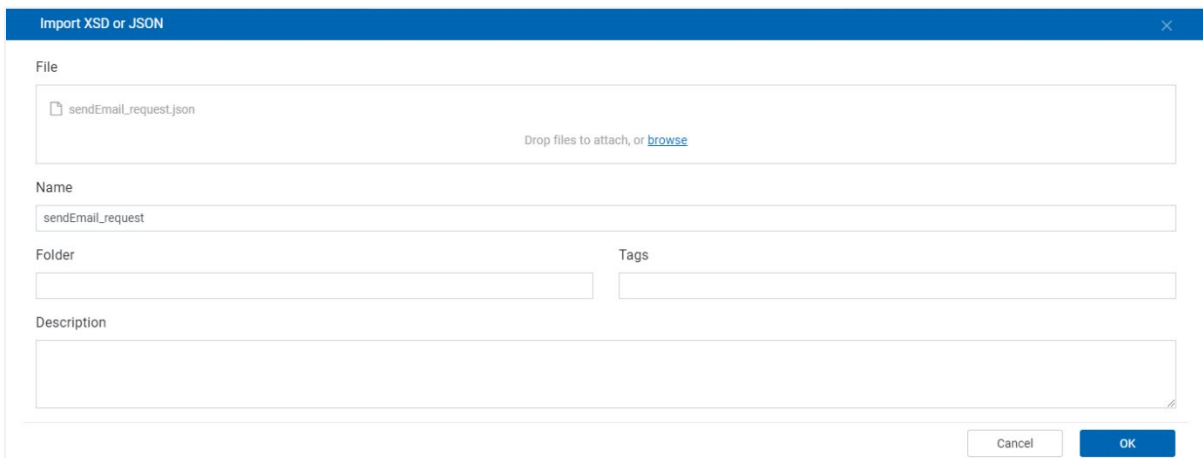 Import XSD or JSON
File
sendEmail_request.json
Drop files to attach, or browse
Name
sendEmail_request
Folder Tags
Description
Cancel OK